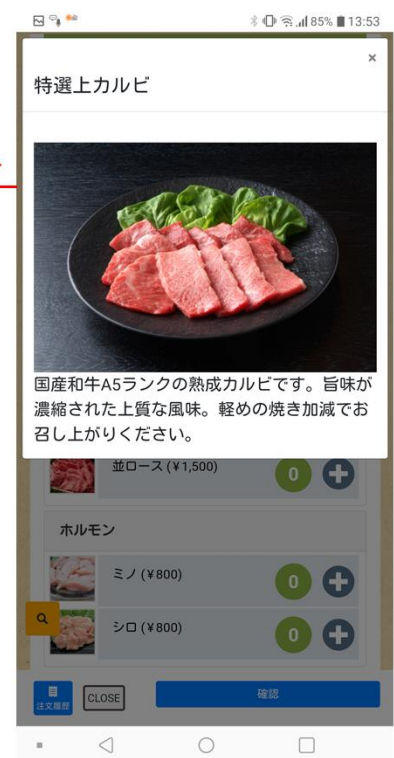 85% 13:53
×
特選上カルビ
国産和牛A5ランクの熟成カルビです。旨味が
濃縮された上質な風味。軽めの焼き加減でお
召し上がりください。
並ロース (¥1,500)
0
ホルモン
ミノ (¥800)
0
シロ (¥800)
0
注文履歴
CLOSE
確認